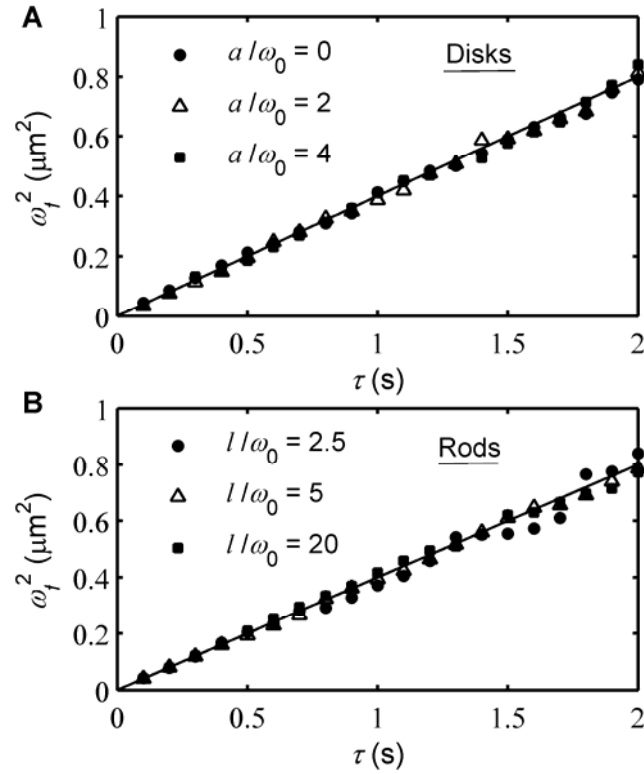 A
1
0.8
0.6
0.4
0.2
0
ω_t^2 (μm^2)
a/ω_0 = 0
a/ω_0 = 2
a/ω_0 = 4
Disks
0 0.5 1 1.5 2
τ (s)
B
1
0.8
0.6
0.4
0.2
0
ω_t^2 (μm^2)
l/ω_0 = 2.5
l/ω_0 = 5
l/ω_0 = 20
Rods
0 0.5 1 1.5 2
τ (s)